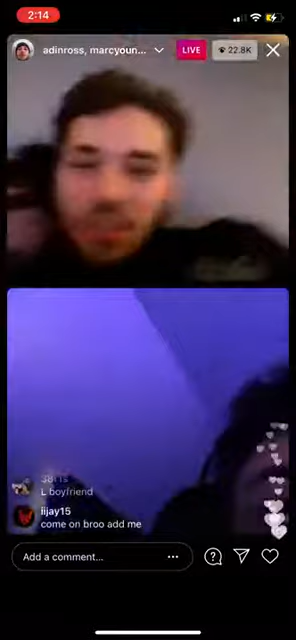 2:14
adinross, marcyoun...
LIVE
22.8K
L boyfriend
iijay15
come on broo add me
Add a comment...